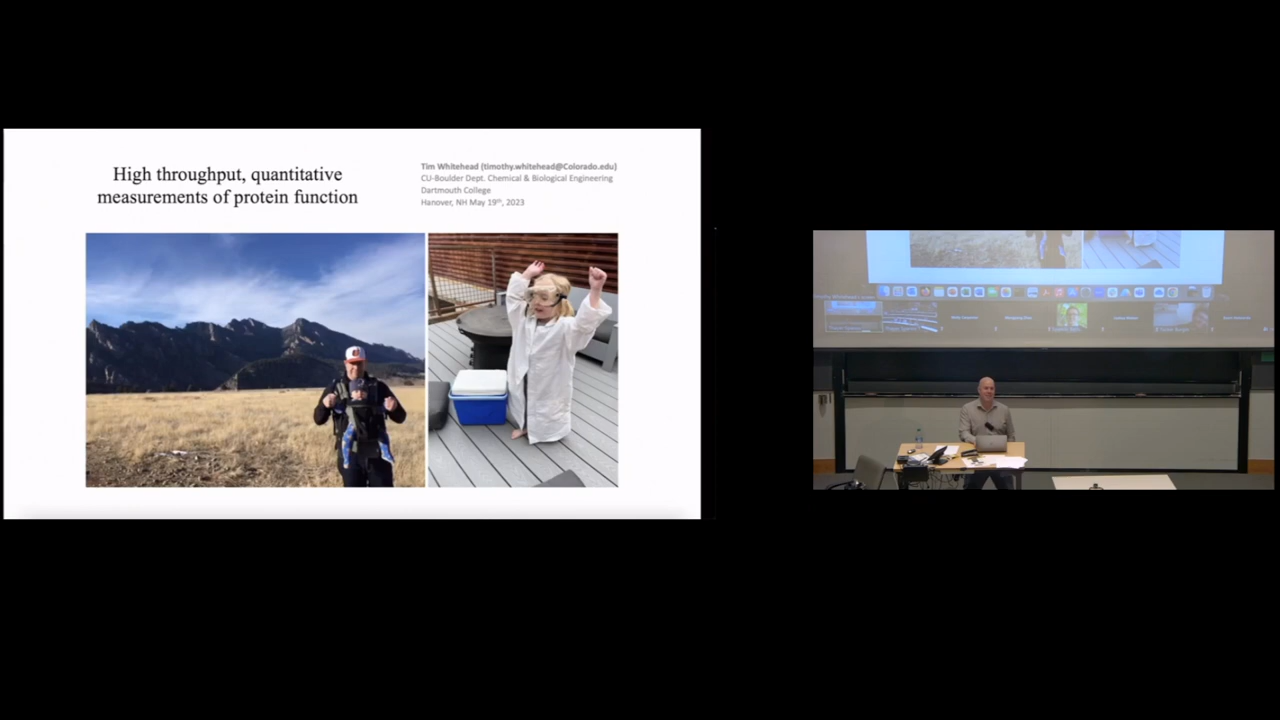 High throughput, quantitative
measurements of protein function
Tim Whitehead (timothy.whitehead@Colorado.edu)
CU-Boulder Dept. Chemical & Biological Engineering
Dartmouth College
Hanover, NH May 19th, 2023